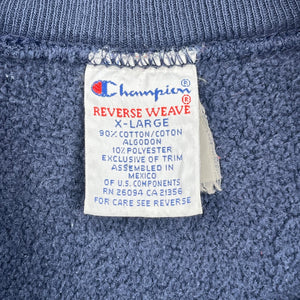 Champion®
REVERSE WEAVE®
X-LARGE
90% COTTON/COTON
ALGODON
10% POLYESTER
EXCLUSIVE OF TRIM
ASSEMBLED IN
MEXICO
OF U.S. COMPONENTS
RN 26094 CA 21356
FOR CARE SEE REVERSE